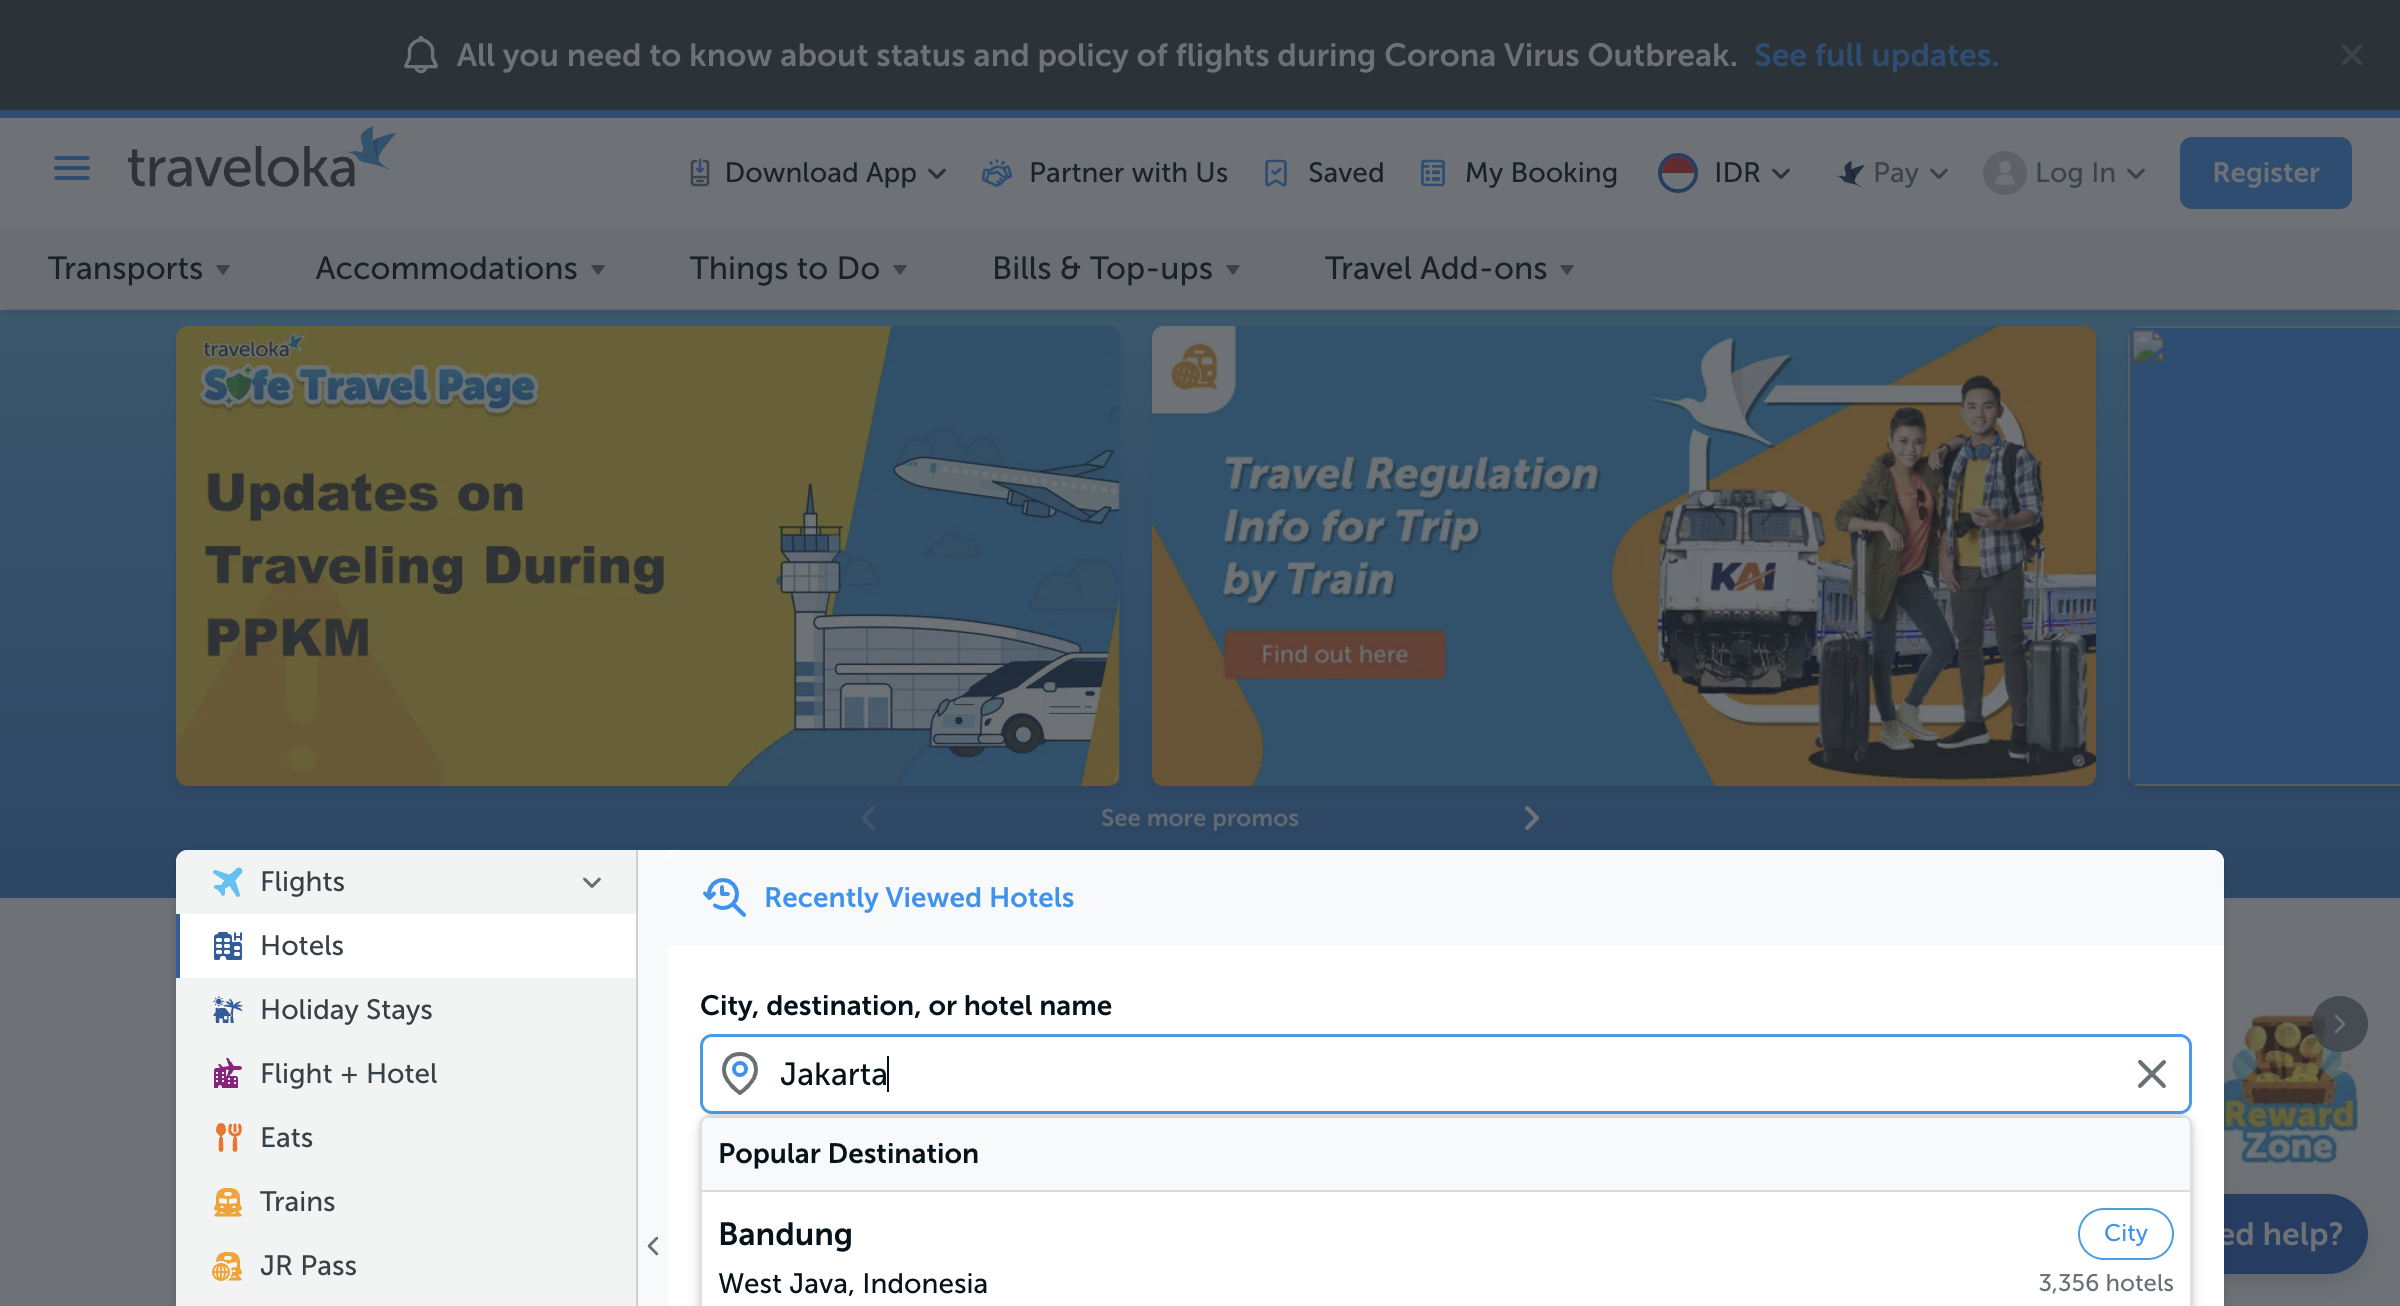 All you need to know about status and policy of flights during Corona Virus Outbreak. See full updates.
traveloka
Download App
Partner with Us
Saved
My Booking
IDR
Pay
Log In
Register
Transports
Accommodations
Things to Do
Bills & Top-ups
Travel Add-ons
traveloka
Safe Travel Page
Updates on
Traveling During
PPKM
Travel Regulation
Info for Trip
by Train
Find out here
KAI
See more promos
Flights
Hotels
Holiday Stays
Flight + Hotel
Eats
Trains
JR Pass
Recently Viewed Hotels
City, destination, or hotel name
Jakarta
Popular Destination
Bandung
City
West Java, Indonesia
3,356 hotels
Reward
Zone
ed help?